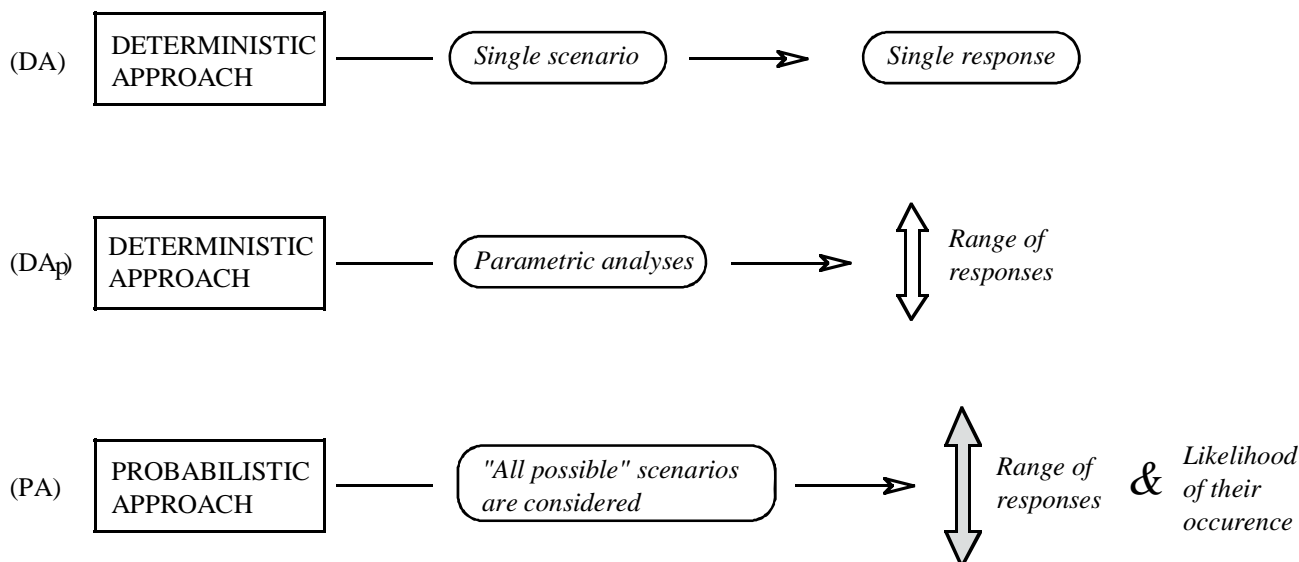 (DA)
DETERMINISTIC
APPROACH
Single scenario
Single response
(DAp)
DETERMINISTIC
APPROACH
Parametric analyses
Range of
responses
(PA)
PROBABILISTIC
APPROACH
"All possible" scenarios
are considered
Range of
responses
&
Likelihood
of their
occurence